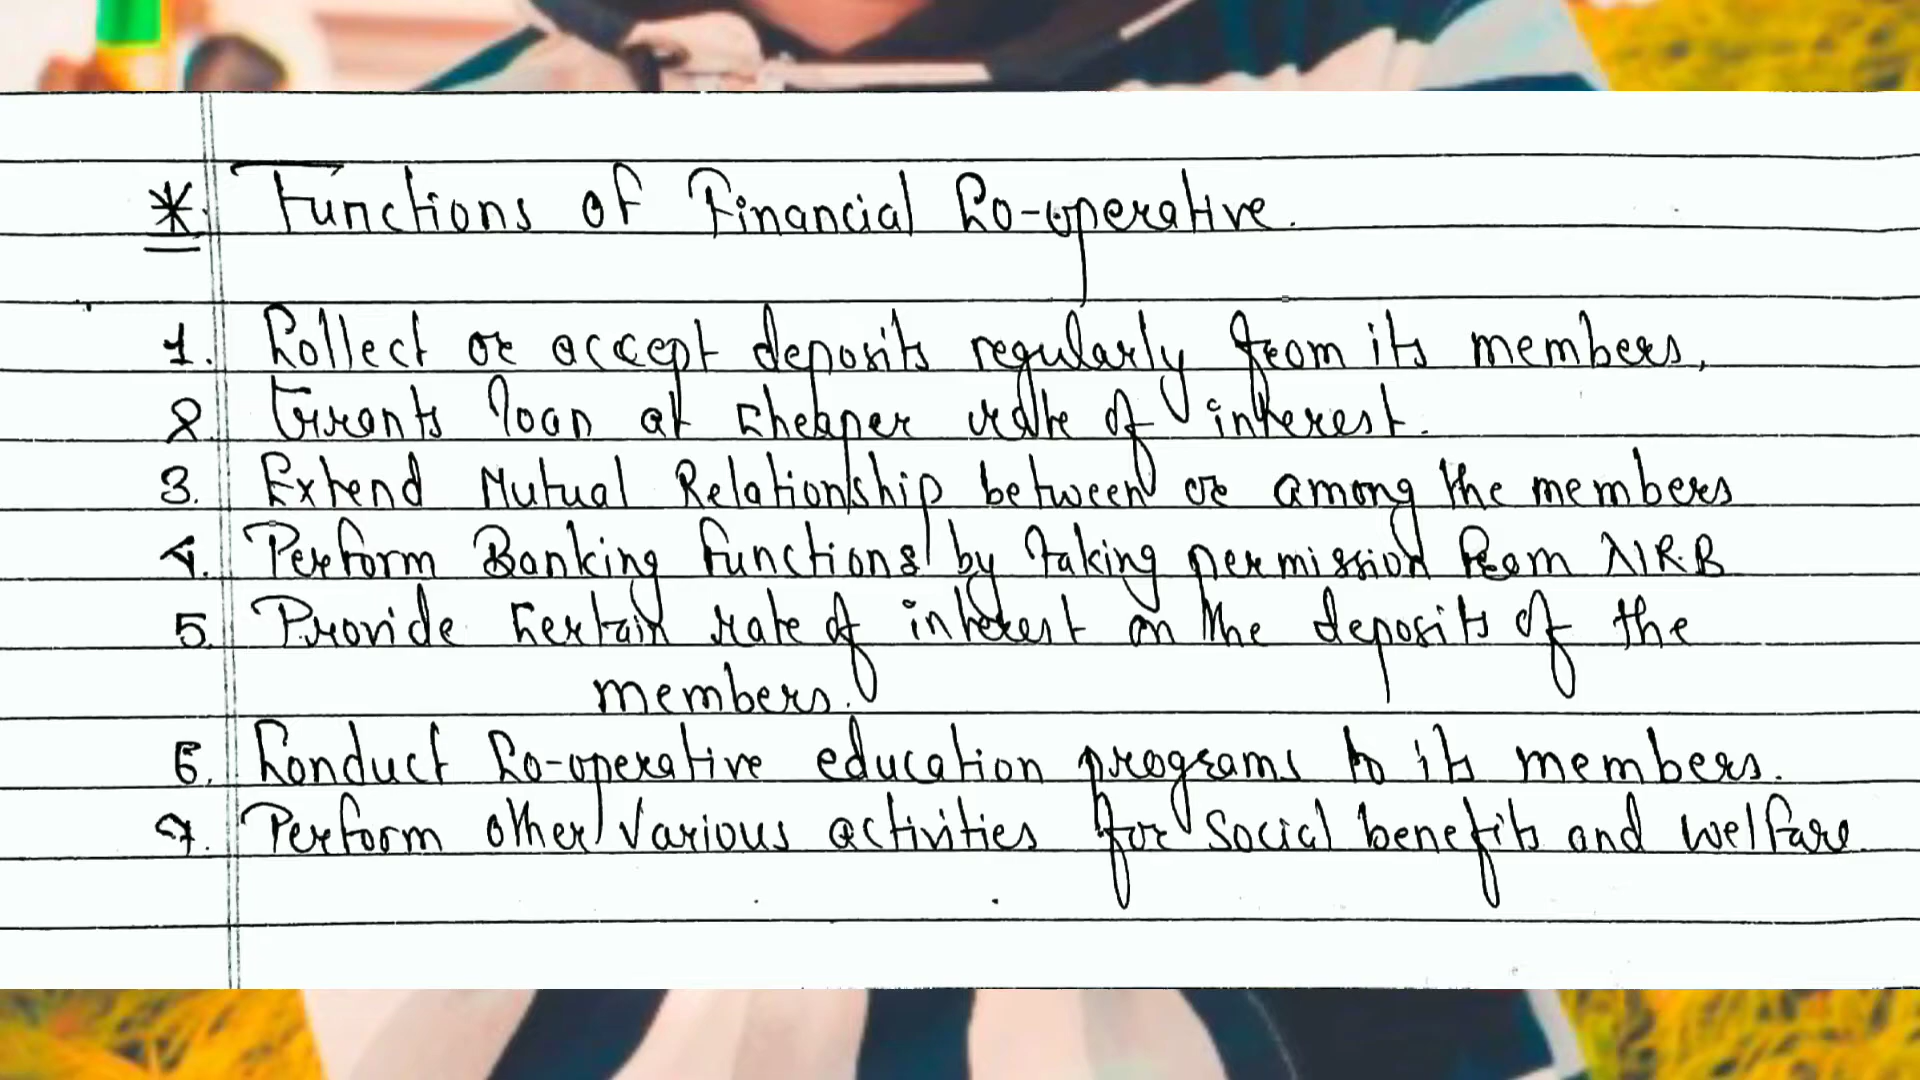 * Functions of Financial Co-operative.
1. Collect or accept deposits regularly from its members,
2. Grants loan at cheaper rate of interest.
3. Extend Mutual Relationship between or among the members
4. Perform Banking functions by taking permission from N.R.B
5. Provide certain rate of interest on the deposits of the
members.
6. Conduct Co-operative education programs to its members.
7. Perform other various activities for social benefits and welfare.